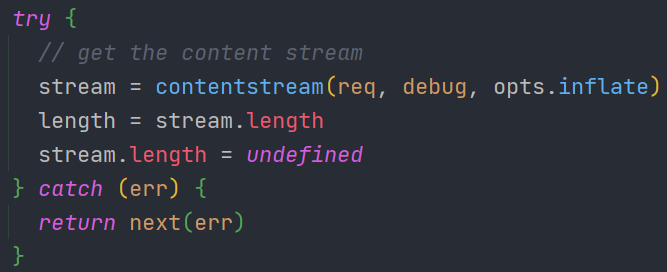 try {
  // get the content stream
  stream = contentstream(req, debug, opts.inflate)
  length = stream.length
  stream.length = undefined
} catch (err) {
  return next(err)
}